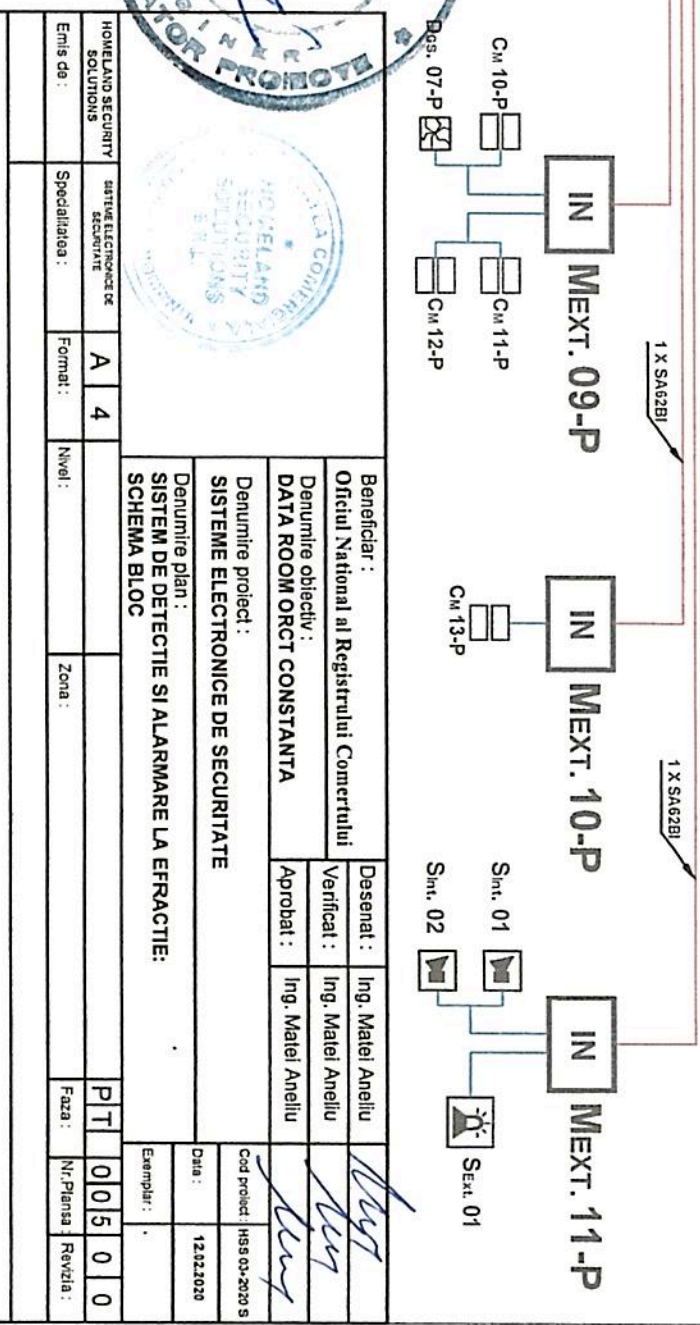 1 X SA62BI
1 X SA62BI
IN MEXT. 09-P
IN MEXT. 10-P
IN MEXT. 11-P
CM 10-P
DGS. 07-P
CM 11-P
CM 12-P
CM 13-P
SInt. 01
SInt. 02
SExt. 01
PROMOTE
HOMELAND
SECURITY
SOLUTIONS
S.R.L.
Beneficiar :
Oficiul National al Registrului Comertului
Denumire obiectiv :
DATA ROOM ORCT CONSTANTA
Denumire proiect :
SISTEME ELECTRONICE DE SECURITATE
Denumire plan :
SISTEM DE DETECTIE SI ALARMARE LA EFRACTIE:
SCHEMA BLOC
Desenat : Ing. Matei Aneliu
Verificat : Ing. Matei Aneliu
Aprobat : Ing. Matei Aneliu
Cod proiect : HSS 03-2020 S
Data : 12.02.2020
Exemplar :
HOMELAND SECURITY
SOLUTIONS
SISTEME ELECTRONICE DE
SECURITATE
A 4
P T 0 0 5 0 0
Emis de : Specialitatea : Format : Nivel : Zona : Faza : Nr.Plansa : Revizia :